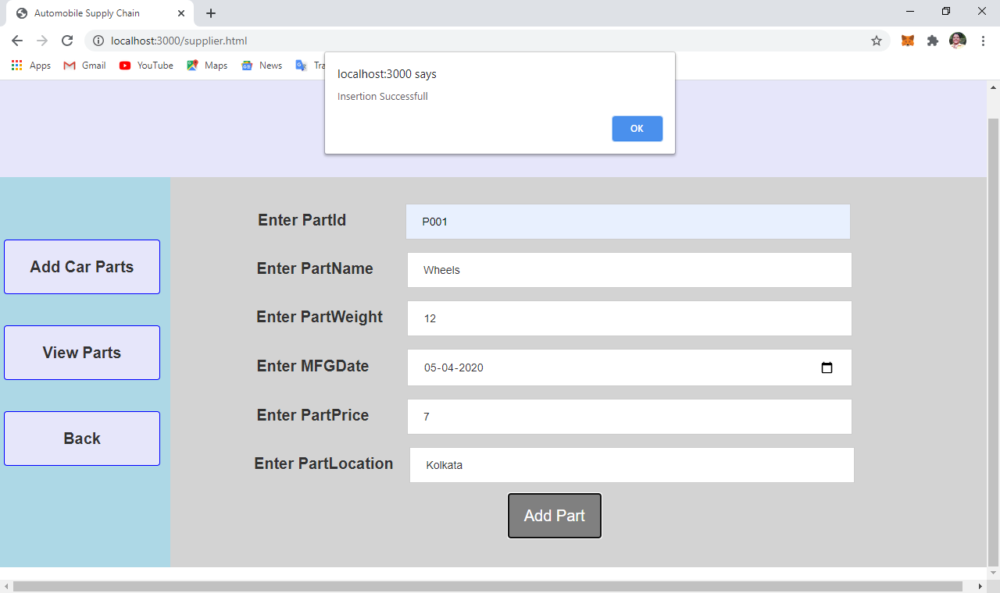 Automobile Supply Chain
localhost:3000/supplier.html
Apps Gmail YouTube Maps News Tra
localhost:3000 says
Insertion Successfull
OK
Enter PartId P001
Add Car Parts
Enter PartName Wheels
Enter PartWeight 12
View Parts
Enter MFGDate 05-04-2020
Enter PartPrice 7
Back
Enter PartLocation Kolkata
Add Part